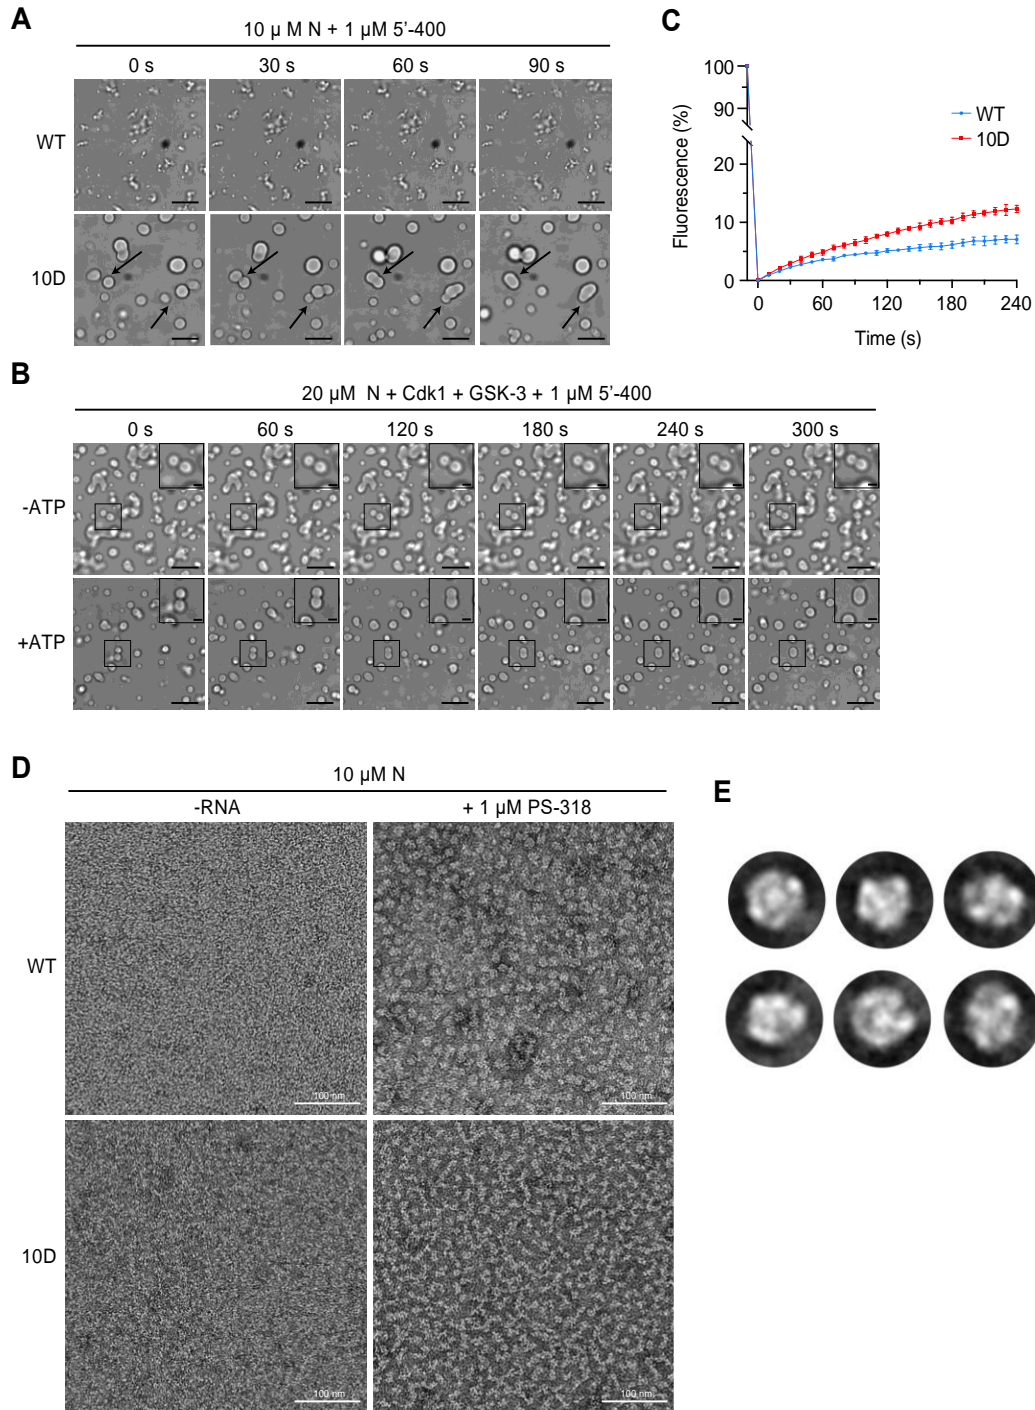 A
10 µ M N + 1 µM 5'-400
0 s
30 s
60 s
90 s
WT
10D
C
100
90
20
10
0
Fluorescence (%)
WT
10D
0
60
120
180
240
Time (s)
B
20 µM N + Cdk1 + GSK-3 + 1 µM 5'-400
0 s
60 s
120 s
180 s
240 s
300 s
-ATP
+ATP
D
10 µM N
-RNA
+ 1 µM PS-318
WT
100 nm
100 nm
10D
100 nm
100 nm
E